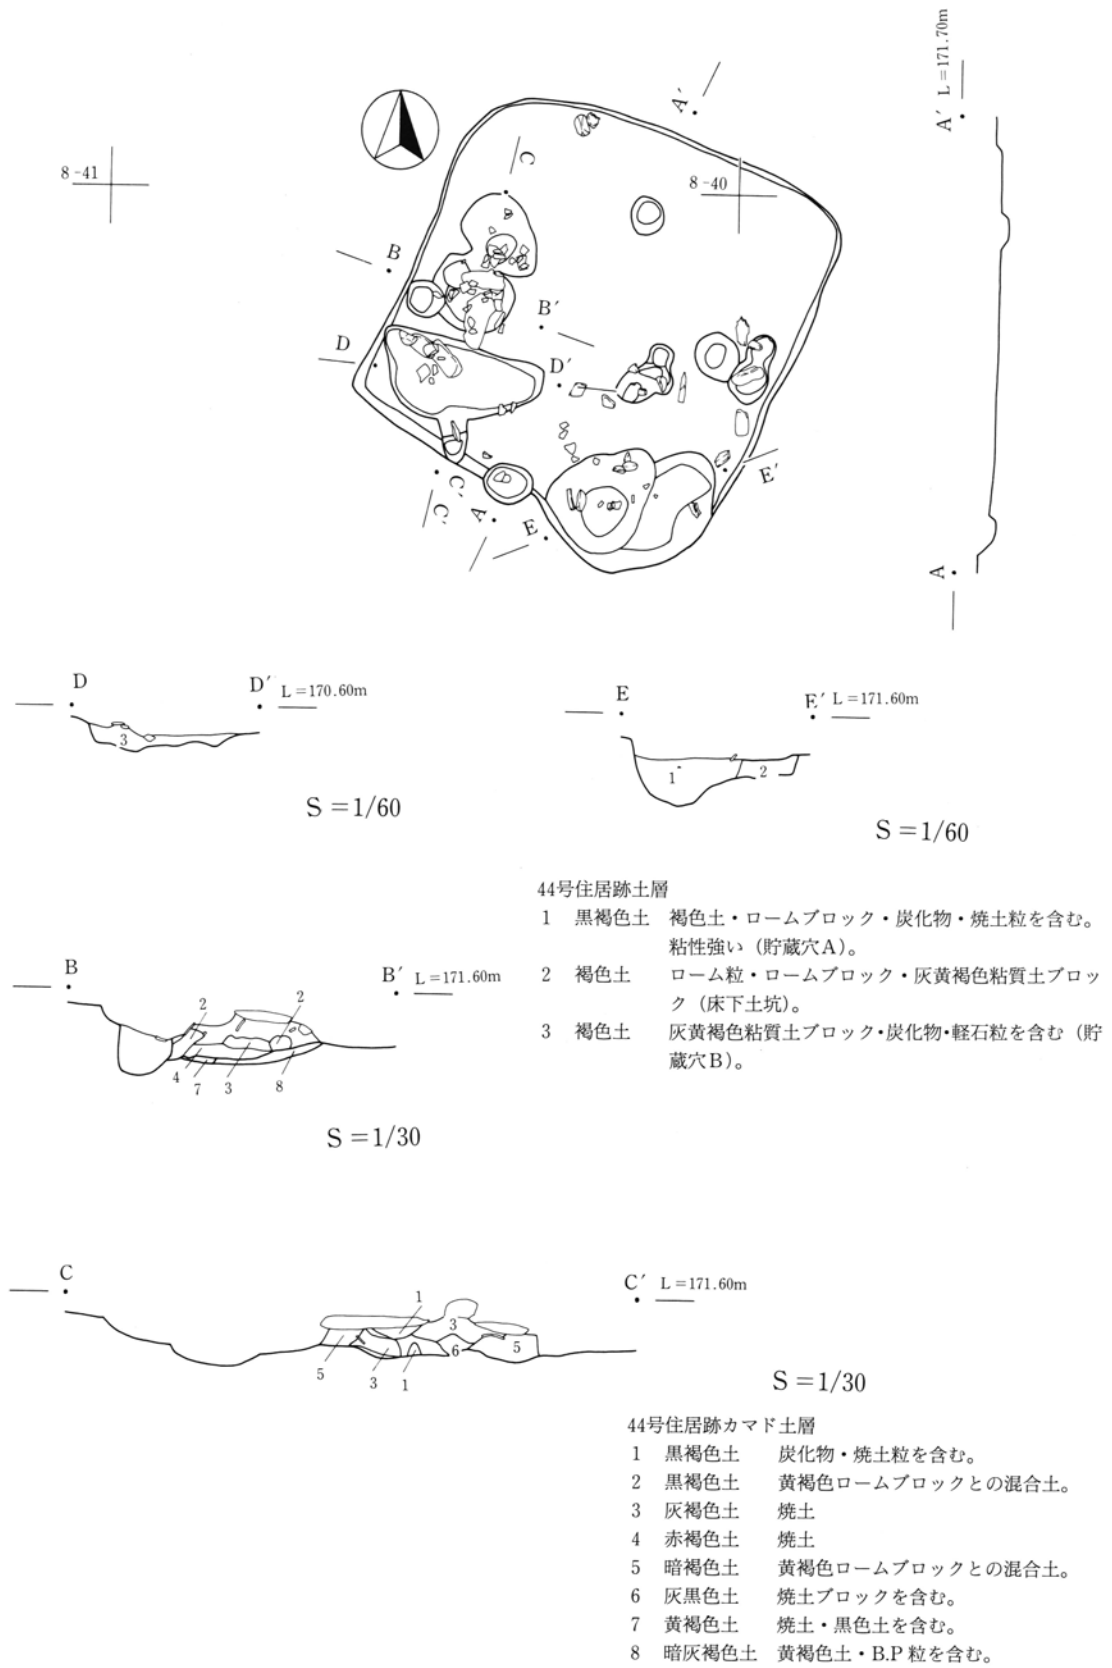 A′ L＝171.70m
A′
8-41
C
8-40
B
B′
D
D′
E′
C′
C′
A
E
A
D
D′ L＝170.60m
3
S＝1/60
E
E′ L＝171.60m
1
2
S＝1/60
44号住居跡土層
1 黒褐色土 褐色土・ロームブロック・炭化物・焼土粒を含む。
粘性強い（貯蔵穴A）。
2 褐色土 ローム粒・ロームブロック・灰黄褐色粘質土ブロッ
ク（床下土坑）。
3 褐色土 灰黄褐色粘質土ブロック・炭化物・軽石粒を含む（貯
蔵穴B）。
B
B′ L＝171.60m
2
2
4
7
3
8
S＝1/30
C
C′ L＝171.60m
1
3
5
6
5
3
1
S＝1/30
44号住居跡カマド土層
1 黒褐色土 炭化物・焼土粒を含む。
2 黒褐色土 黄褐色ロームブロックとの混合土。
3 灰褐色土 焼土
4 赤褐色土 焼土
5 暗褐色土 黄褐色ロームブロックとの混合土。
6 灰黒色土 焼土ブロックを含む。
7 黄褐色土 焼土・黒色土を含む。
8 暗灰褐色土 黄褐色土・B.P粒を含む。